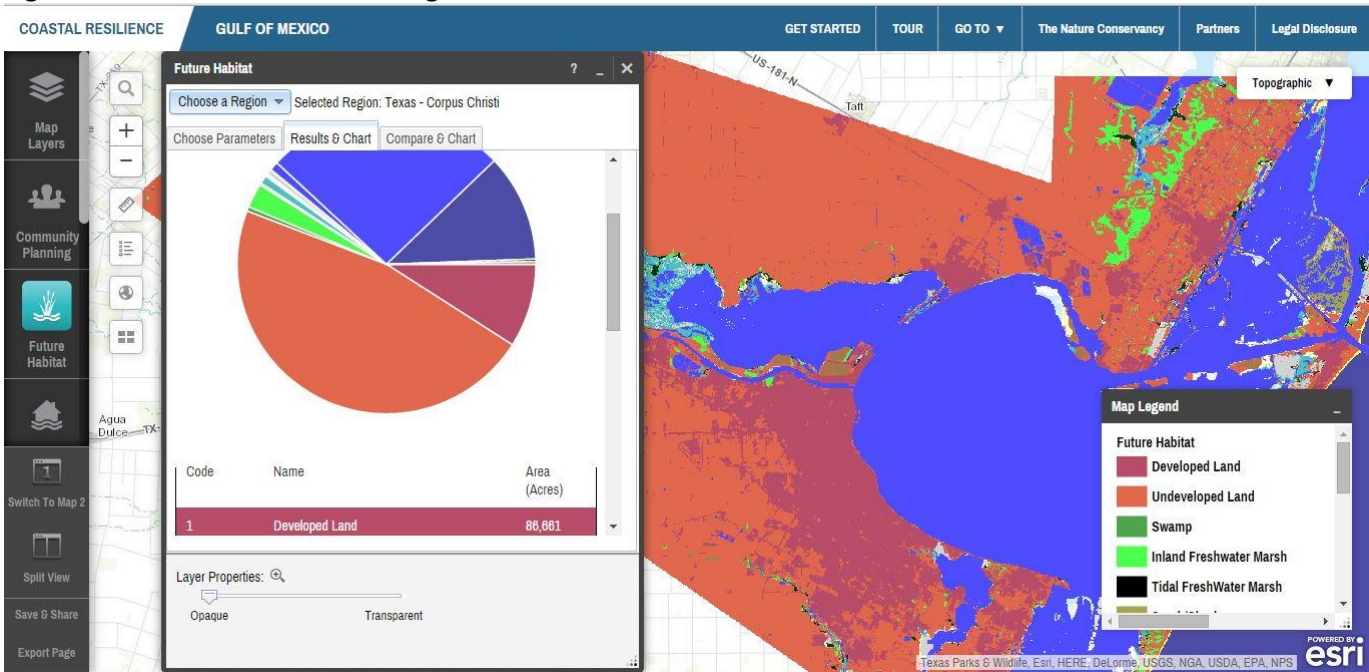 COASTAL RESILIENCE
GULF OF MEXICO
GET STARTED
TOUR
GO TO ▼
The Nature Conservancy
Partners
Legal Disclosure
Map
Layers
Community
Planning
Future
Habitat
1
Switch To Map 2
Split View
Save & Share
Export Page
Future Habitat
? _ ×
Choose a Region ▼ Selected Region: Texas - Corpus Christi
Choose Parameters
Results & Chart
Compare & Chart
Code Name Area
(Acres)
1 Developed Land 86,661
Layer Properties:
Opaque Transparent
+
−
Agua
Dulce
US-181-N
Taft
Topographic ▼
Map Legend _
Future Habitat
Developed Land
Undeveloped Land
Swamp
Inland Freshwater Marsh
Tidal FreshWater Marsh
Texas Parks & Wildlife, Esri, HERE, DeLorme, USGS, NGA, USDA, EPA, NPS
POWERED BY
esri